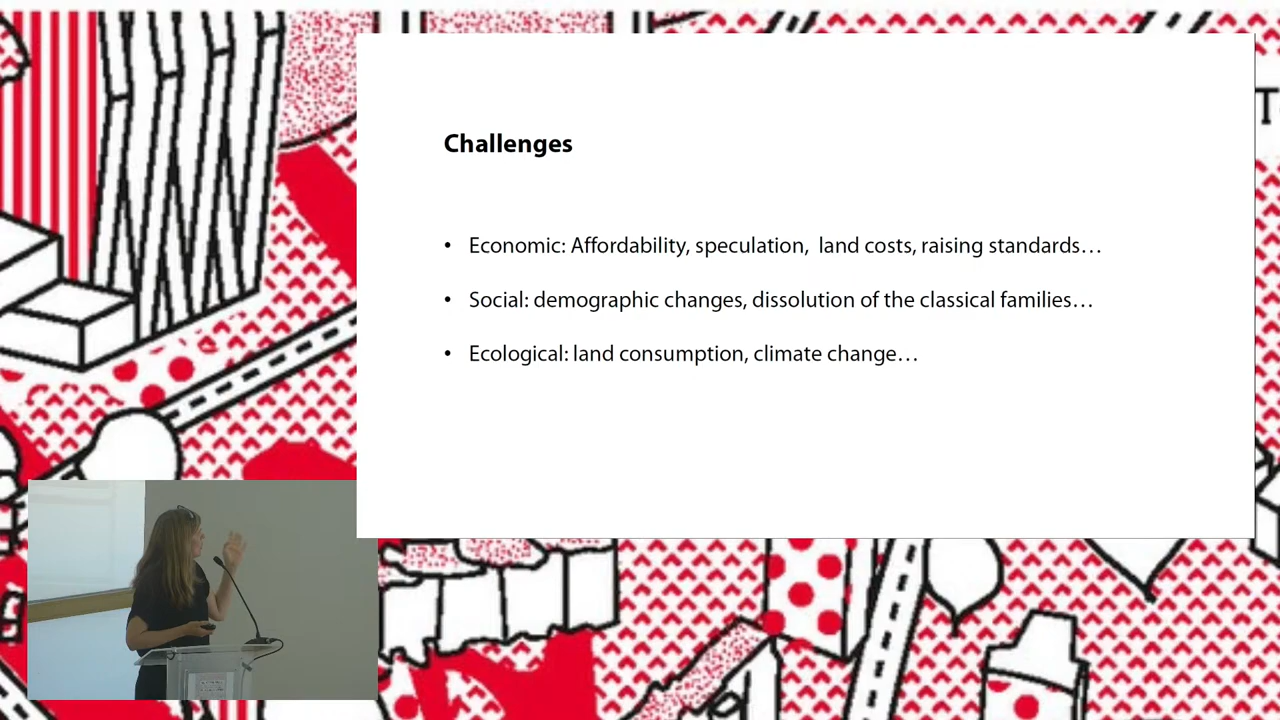 Challenges
• Economic: Affordability, speculation,  land costs, raising standards…
• Social: demographic changes, dissolution of the classical families…
• Ecological: land consumption, climate change…